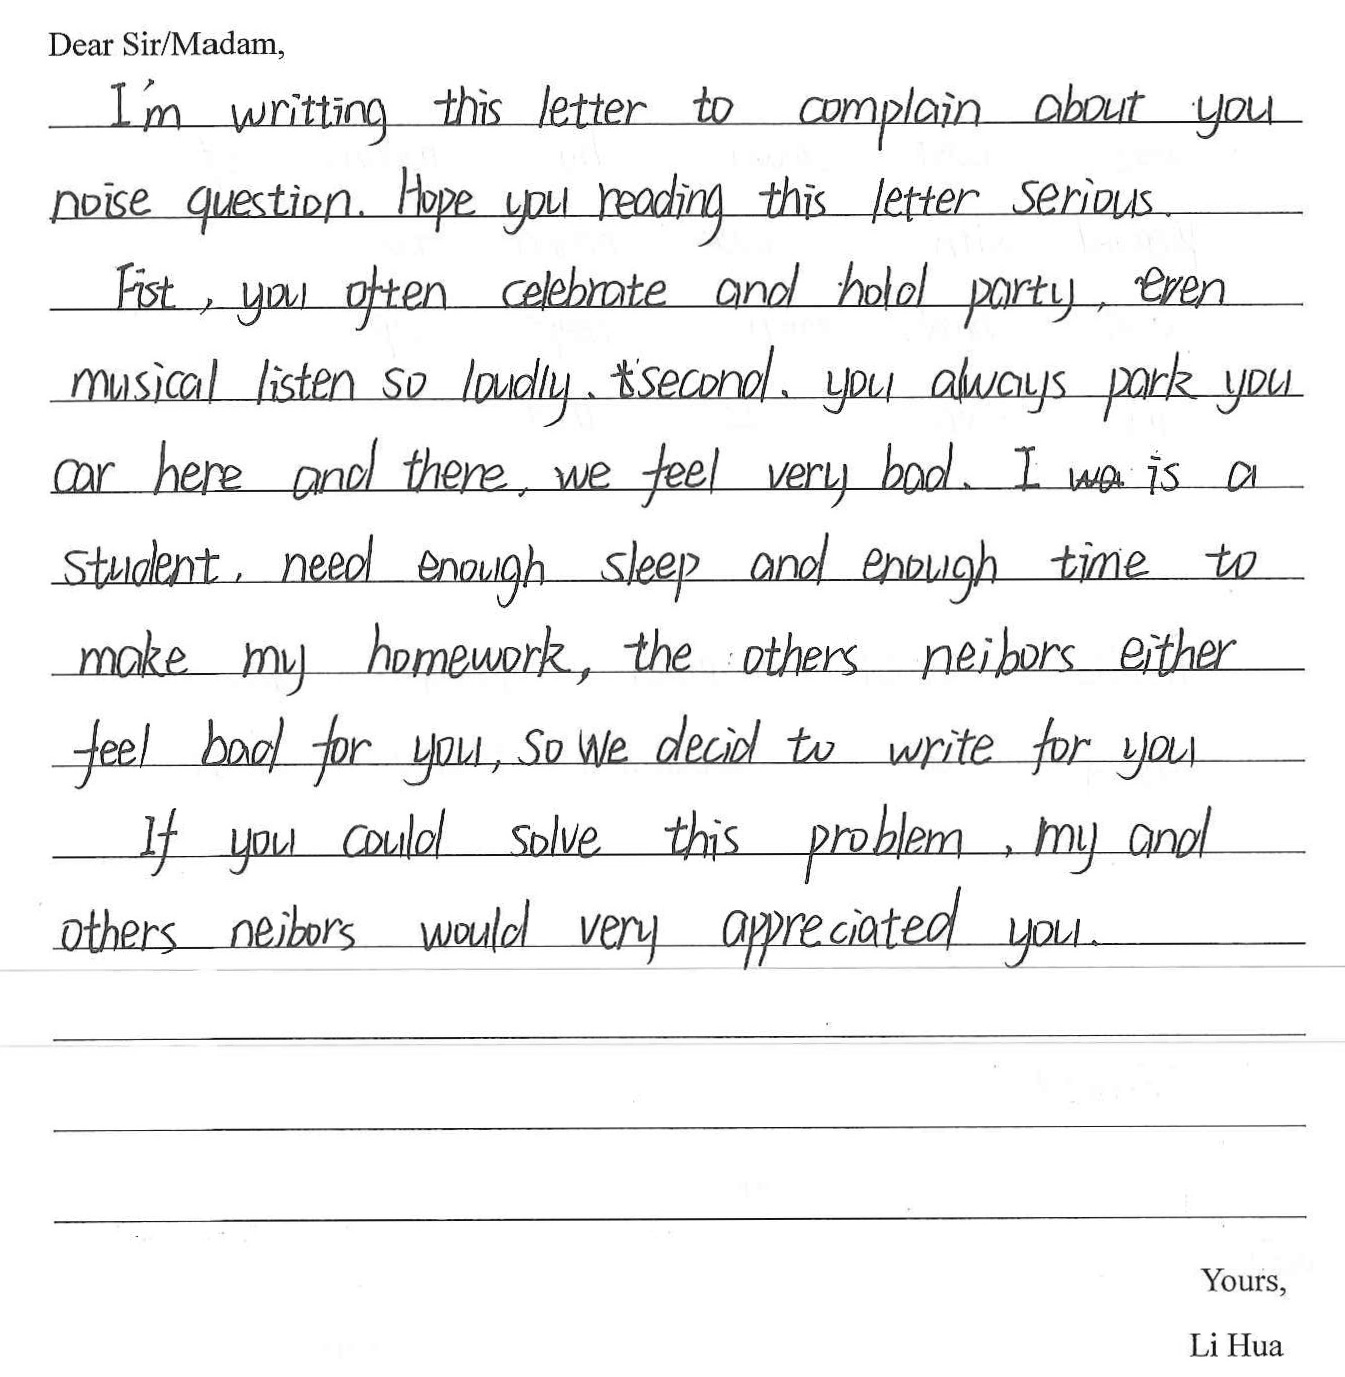 Dear Sir/Madam,
I'm writting this letter to complain about you
noise question. Hope you reading this letter serious.
Fist, you often celebrate and hold party, even
musical listen so loudly. second. you always park you
car here and there, we feel very bad. I is a
student, need enough sleep and enough time to
make my homework, the others neibors either
feel bad for you, so we decid to write for you
If you could solve this problem, my and
others neibors would very appreciated you.
Yours,
Li Hua